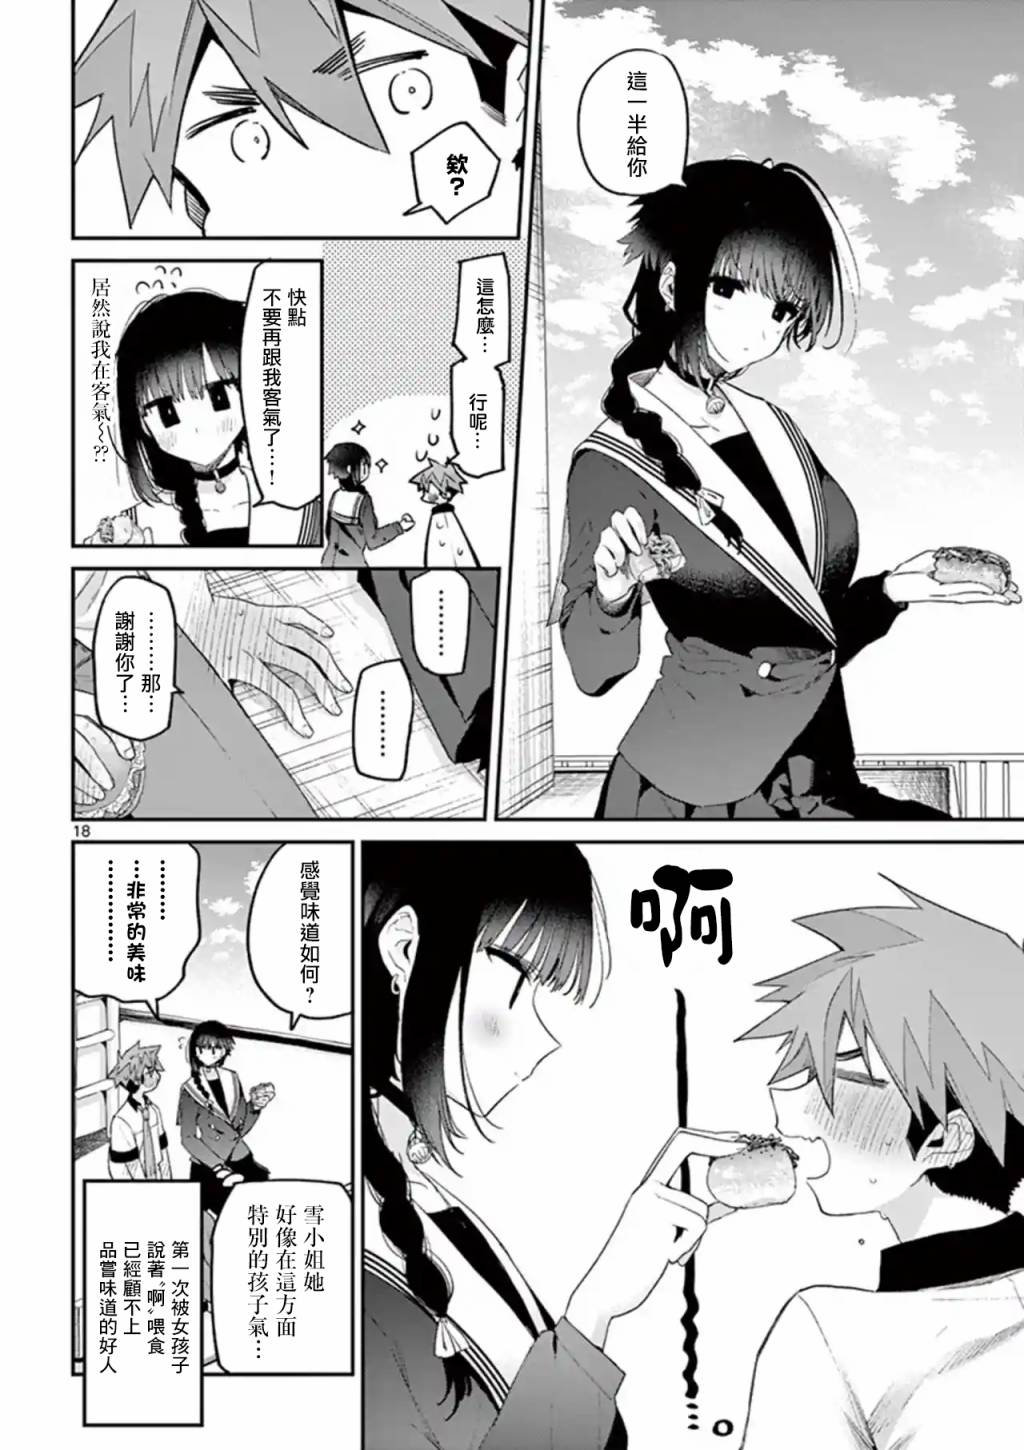 這一半給你
欸？
這怎麼…
行呢…
快點
不要再跟我客氣了…！
居然說我在客氣～??
………
………
………那…
謝謝你了…
18
啊
感覺味道如何？
………
…非常的美味
………………
雪小姐她
好像在這方面
特別的孩子氣…
第一次被女孩子
說著〝啊〞喂食
已經顧不上
品嘗味道的好人